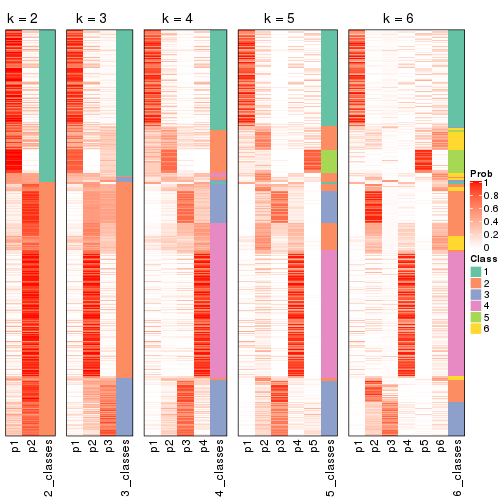 k = 2
k = 3
k = 4
k = 5
k = 6
Prob
1
0.8
0.6
0.4
0.2
0
Class
1
2
3
4
5
6
p1
p2
2_classes
p1
p2
p3
3_classes
p1
p2
p3
p4
4_classes
p1
p2
p3
p4
p5
5_classes
p1
p2
p3
p4
p5
p6
6_classes